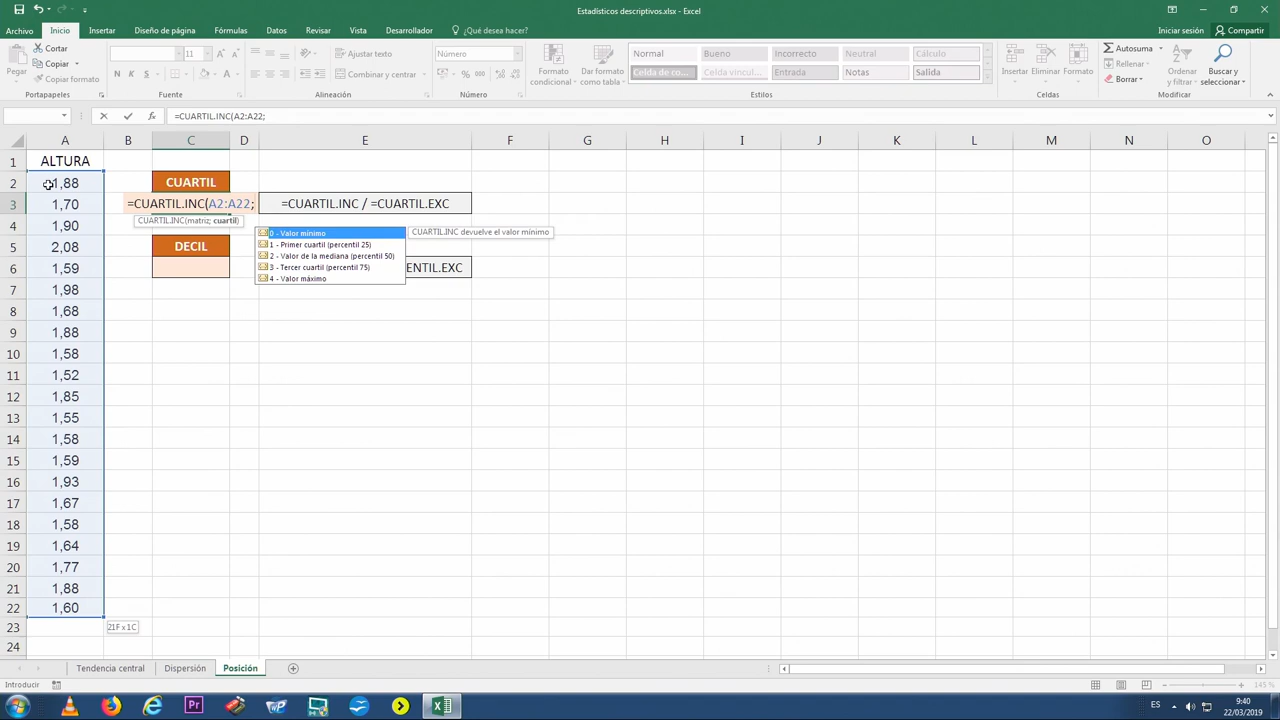 Estadísticos descriptivos.xlsx - Excel
Archivo Inicio Insertar Diseño de página Fórmulas Datos Revisar Vista Desarrollador Iniciar sesión Compartir
Cortar
Copiar
Copiar formato
Pegar
Portapapeles
11
N
Fuente
Ajustar texto
Combinar y centrar
Alineación
Número
Número
Formato condicional
Dar formato como tabla
Normal Bueno Incorrecto Neutral Cálculo
Celda de co... Celda vincul... Entrada Notas Salida
Estilos
Insertar Eliminar Formato
Celdas
Autosuma
Rellenar
Borrar
Ordenar y filtrar
Buscar y seleccionar
Modificar
fx =CUARTIL.INC(A2:A22;
A B C D E F G H I J K L M N O
1 ALTURA
2 1,88 CUARTIL
3 1,70 =CUARTIL.INC(A2:A22; =CUARTIL.INC / =CUARTIL.EXC
CUARTIL.INC(matriz; cuartil)
4 1,90
0 - Valor mínimo CUARTIL.INC devuelve el valor mínimo
1 - Primer cuartil (percentil 25)
2 - Valor de la mediana (percentil 50)
3 - Tercer cuartil (percentil 75)
4 - Valor máximo
5 2,08 DECIL
6 1,59 ENTIL.EXC
7 1,98
8 1,68
9 1,88
10 1,58
11 1,52
12 1,85
13 1,55
14 1,58
15 1,59
16 1,93
17 1,67
18 1,58
19 1,64
20 1,77
21 1,88
22 1,60
23 21F x 1C
24
Tendencia central Dispersión Posición
Introducir 145 %
ES 9:40
22/03/2019